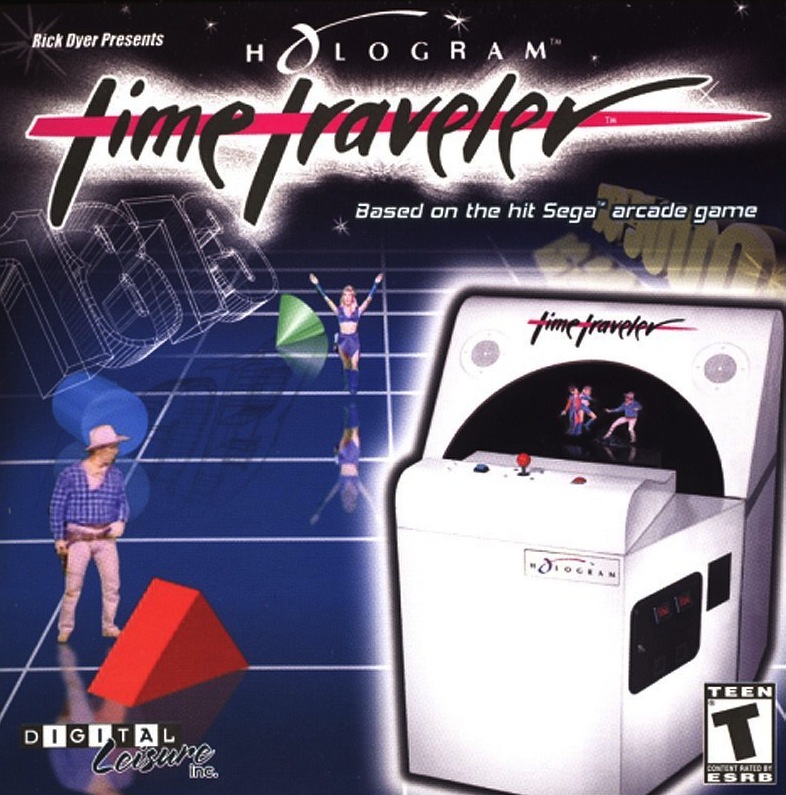 Rick Dyer Presents
HOLOGRAM™
Time Traveler™
Based on the hit Sega™ arcade game
1873
Time Traveler
HOLOGRAM
DIGITAL
Leisure
inc.
TEEN
T
CONTENT RATED BY
ESRB